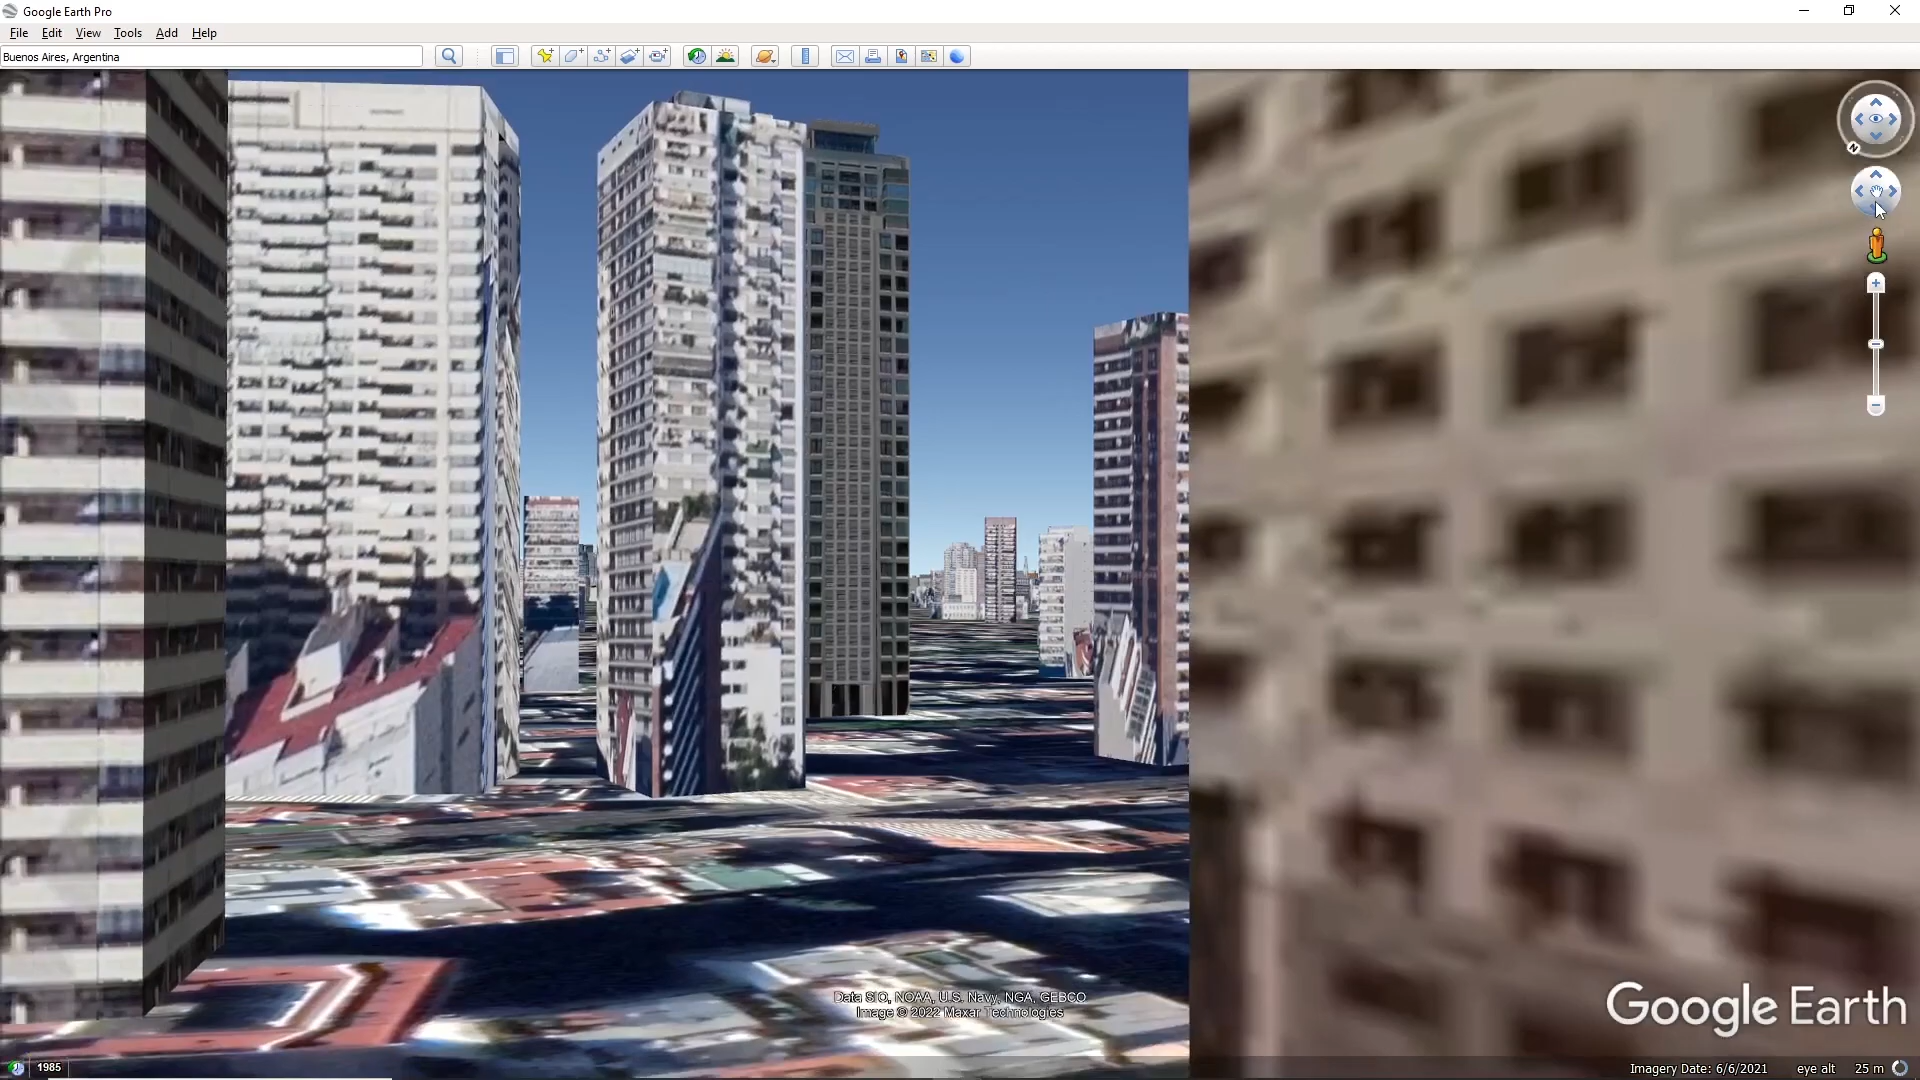 Google Earth Pro
File Edit View Tools Add Help
Buenos Aires, Argentina
N
Data SIO, NOAA, U.S. Navy, NGA, GEBCO
Image © 2022 Maxar Technologies
Google Earth
1985
Imagery Date: 6/6/2021 eye alt 25 m